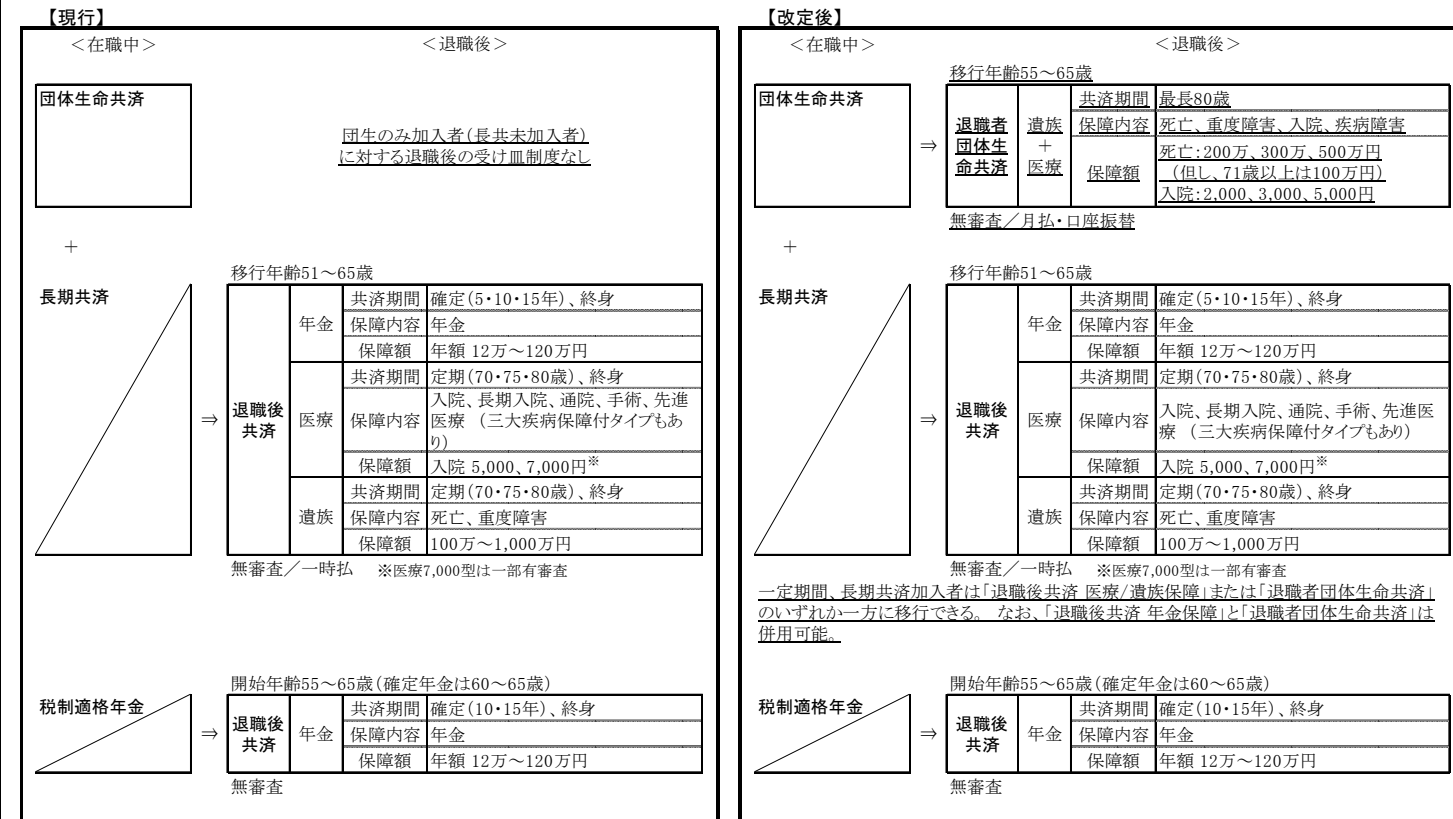 【現行】
＜在職中＞
＜退職後＞
団体生命共済
団生のみ加入者（長共未加入者）
に対する退職後の受け皿制度なし
＋
移行年齢51～65歳
長期共済
⇒
退職後
共済
年金
共済期間 確定（5・10・15年）、終身
保障内容 年金
保障額 年額 12万～120万円
医療
共済期間 定期（70・75・80歳）、終身
保障内容 入院、長期入院、通院、手術、先進
医療 （三大疾病保障付タイプもあ
り）
保障額 入院 5,000、7,000円※
遺族
共済期間 定期（70・75・80歳）、終身
保障内容 死亡、重度障害
保障額 100万～1,000万円
無審査／一時払 ※医療7,000型は一部有審査
開始年齢55～65歳（確定年金は60～65歳）
税制適格年金
⇒
退職後
共済
年金
共済期間 確定（10・15年）、終身
保障内容 年金
保障額 年額 12万～120万円
無審査
【改定後】
＜在職中＞
＜退職後＞
移行年齢55～65歳
団体生命共済
⇒
退職者
団体生
命共済
遺族
＋
医療
共済期間 最長80歳
保障内容 死亡、重度障害、入院、疾病障害
保障額 死亡：200万、300万、500万円
（但し、71歳以上は100万円）
入院：2,000、3,000、5,000円
無審査／月払・口座振替
＋
移行年齢51～65歳
長期共済
⇒
退職後
共済
年金
共済期間 確定（5・10・15年）、終身
保障内容 年金
保障額 年額 12万～120万円
医療
共済期間 定期（70・75・80歳）、終身
保障内容 入院、長期入院、通院、手術、先進医
療 （三大疾病保障付タイプもあり）
保障額 入院 5,000、7,000円※
遺族
共済期間 定期（70・75・80歳）、終身
保障内容 死亡、重度障害
保障額 100万～1,000万円
無審査／一時払 ※医療7,000型は一部有審査
一定期間、長期共済加入者は「退職後共済 医療/遺族保障」または「退職者団体生命共済」
のいずれか一方に移行できる。 なお、「退職後共済 年金保障」と「退職者団体生命共済」は
併用可能。
開始年齢55～65歳（確定年金は60～65歳）
税制適格年金
⇒
退職後
共済
年金
共済期間 確定（10・15年）、終身
保障内容 年金
保障額 年額 12万～120万円
無審査